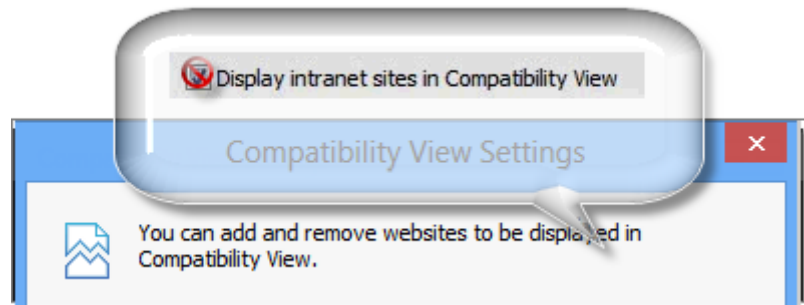 Display intranet sites in Compatibility View
Compatibility View Settings
You can add and remove websites to be displayed in
Compatibility View.